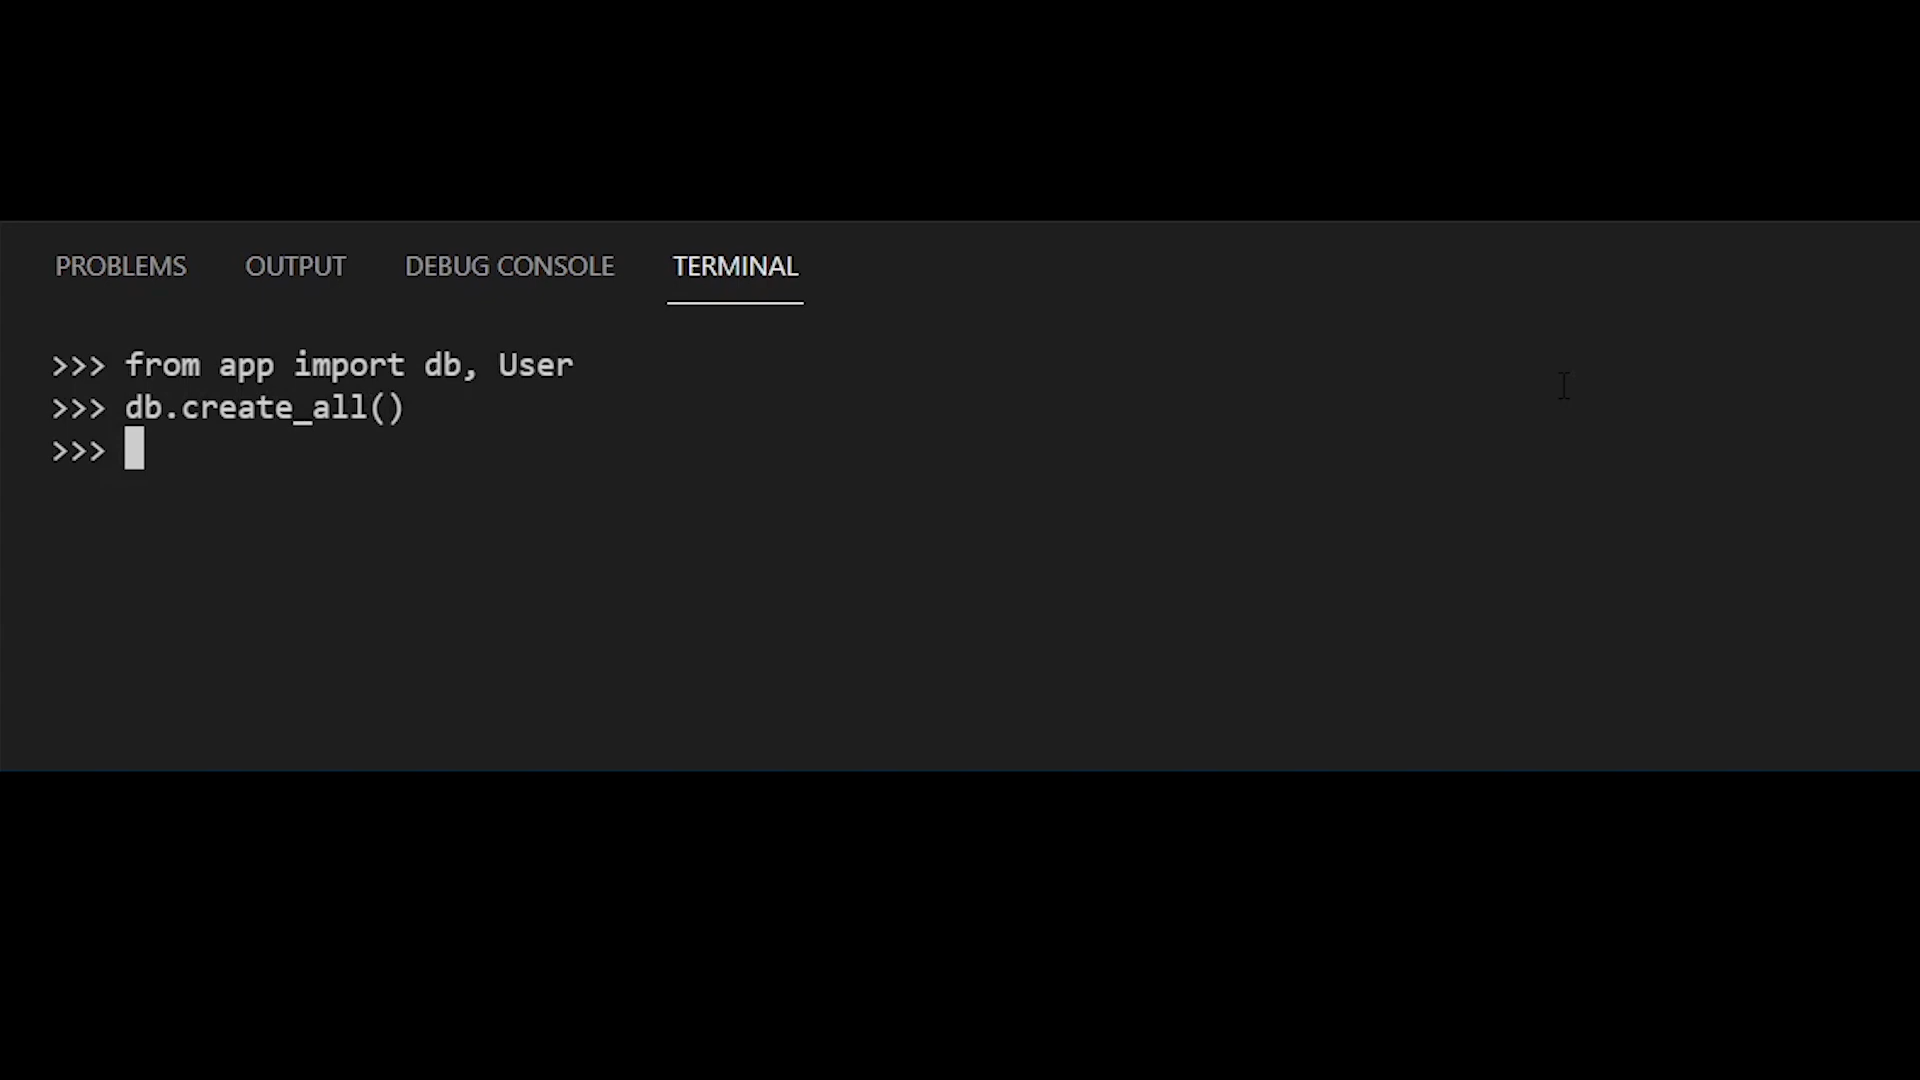 PROBLEMS OUTPUT DEBUG CONSOLE TERMINAL
>>> from app import db, User
>>> db.create_all()
>>>